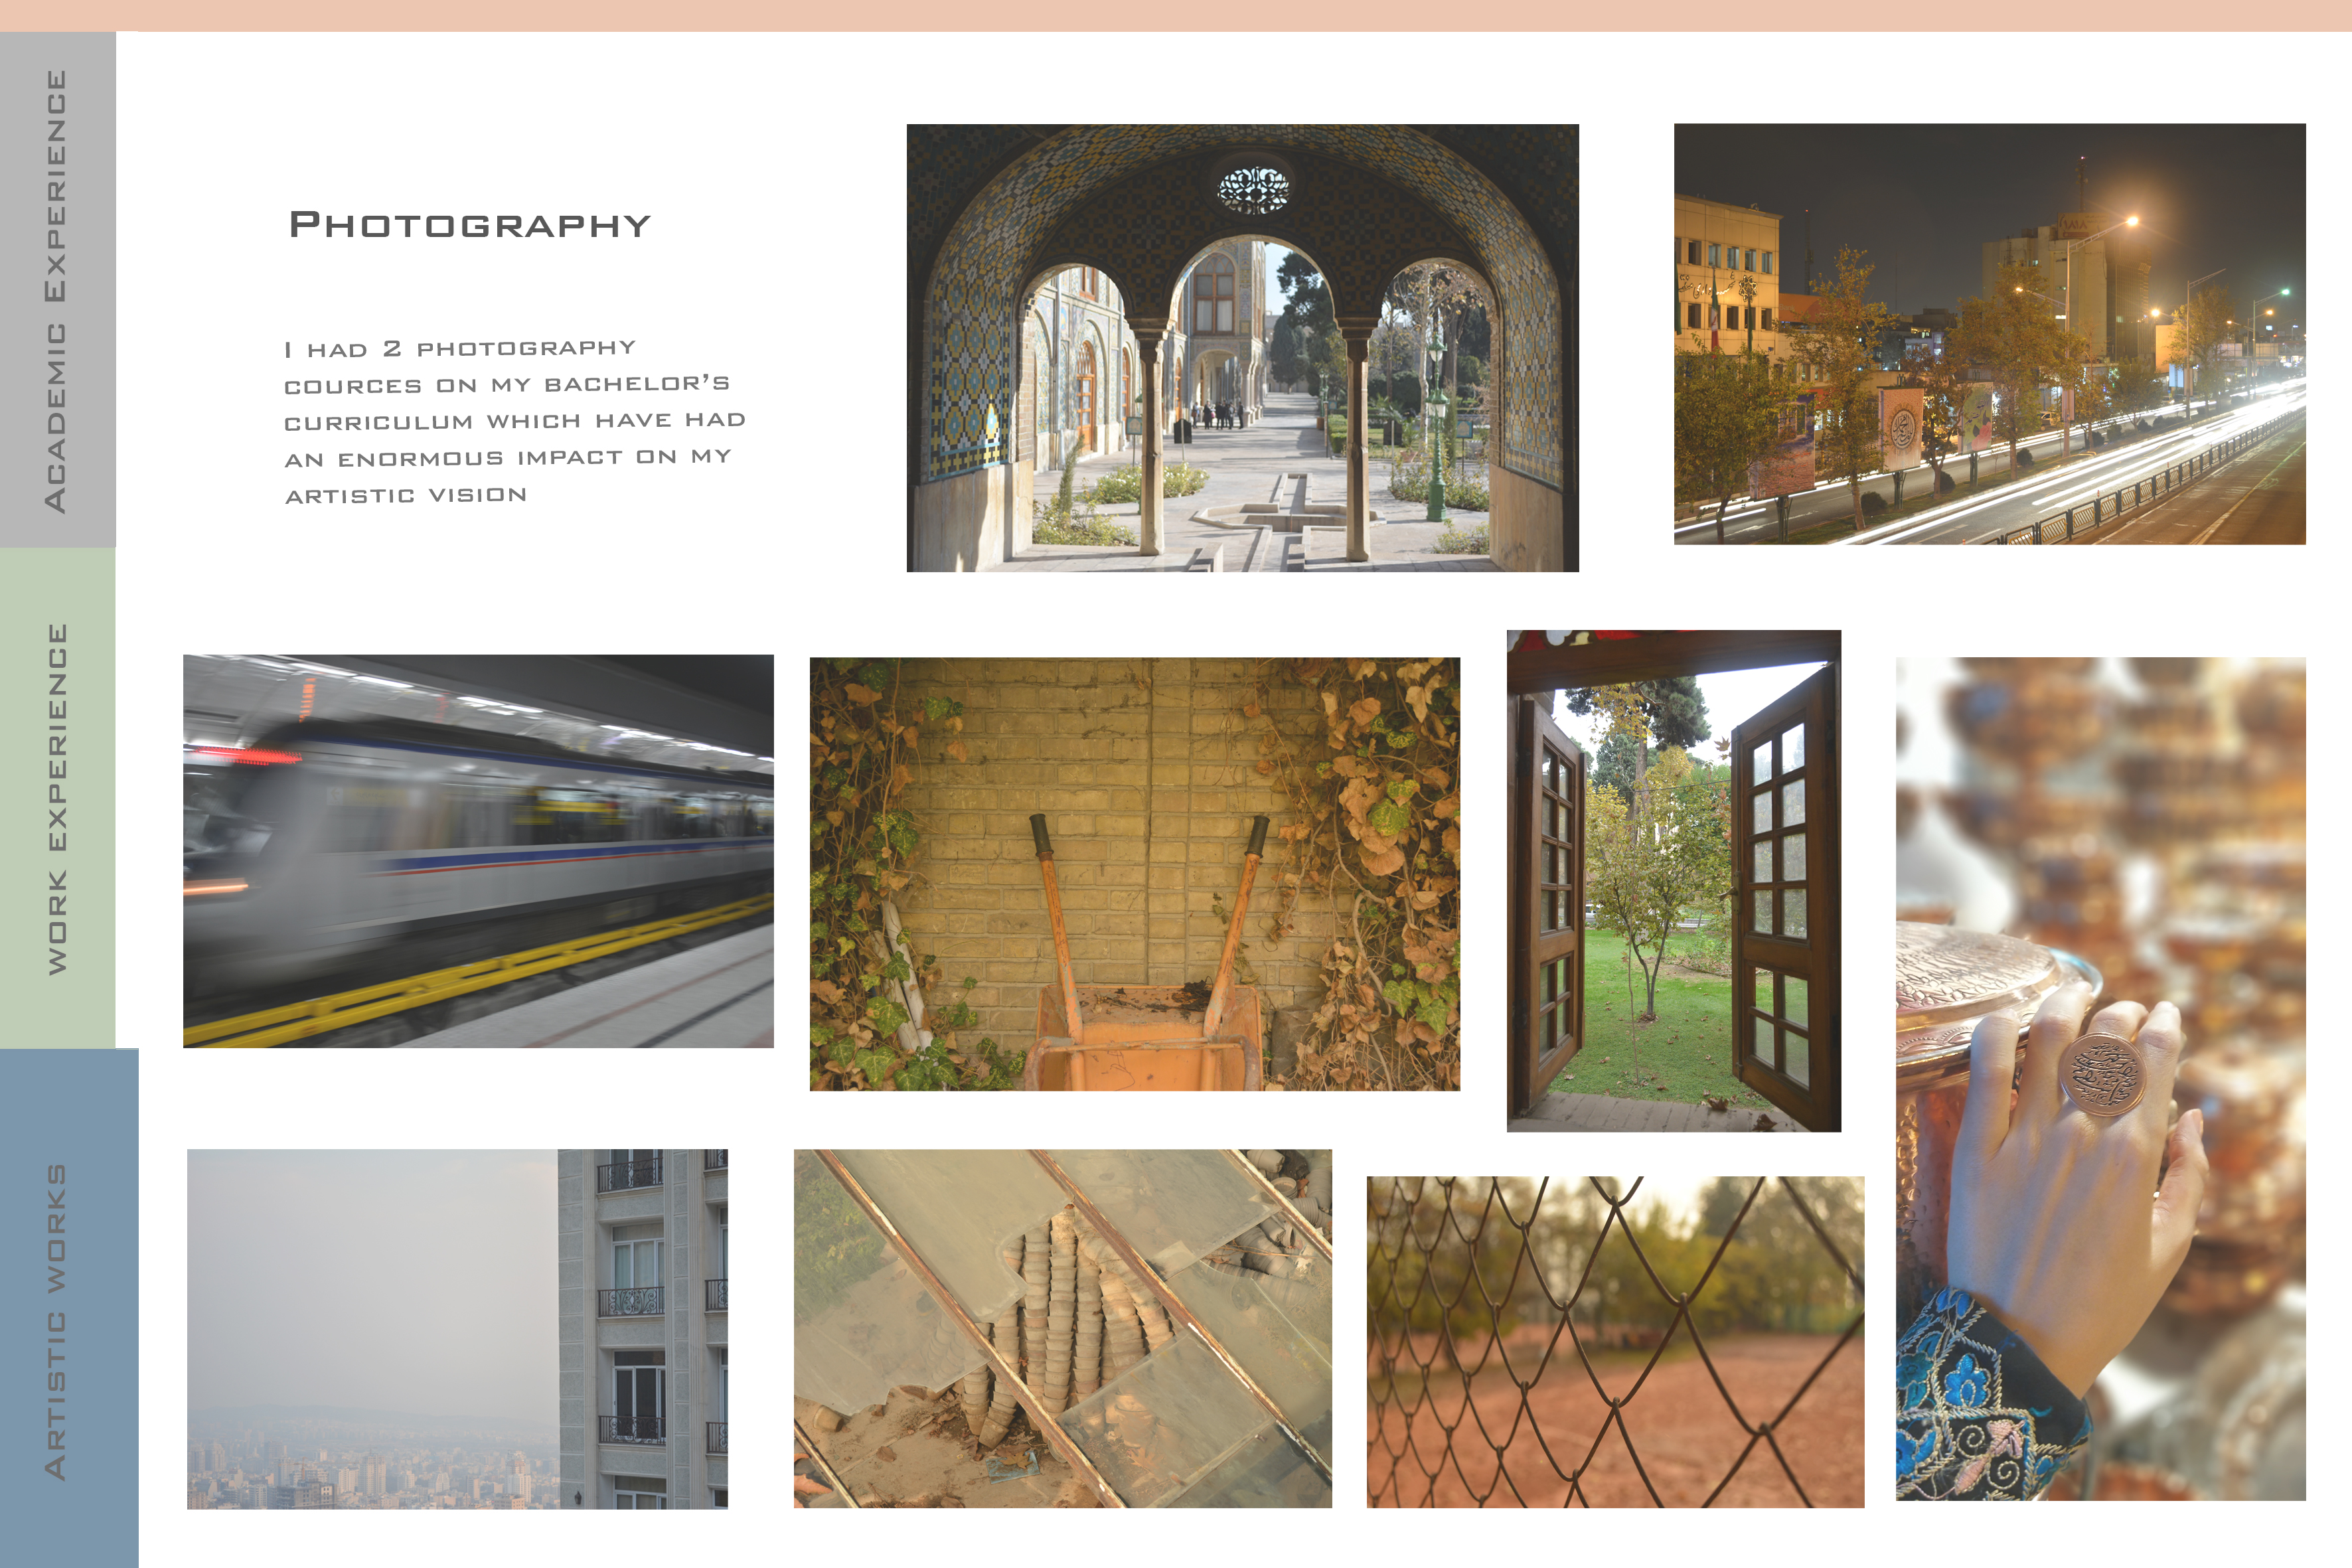 Academic Experience
work experience
Artistic works
Photography
I had 2 photography
cources on my bachelor's
curriculum which have had
an enormous impact on my
artistic vision